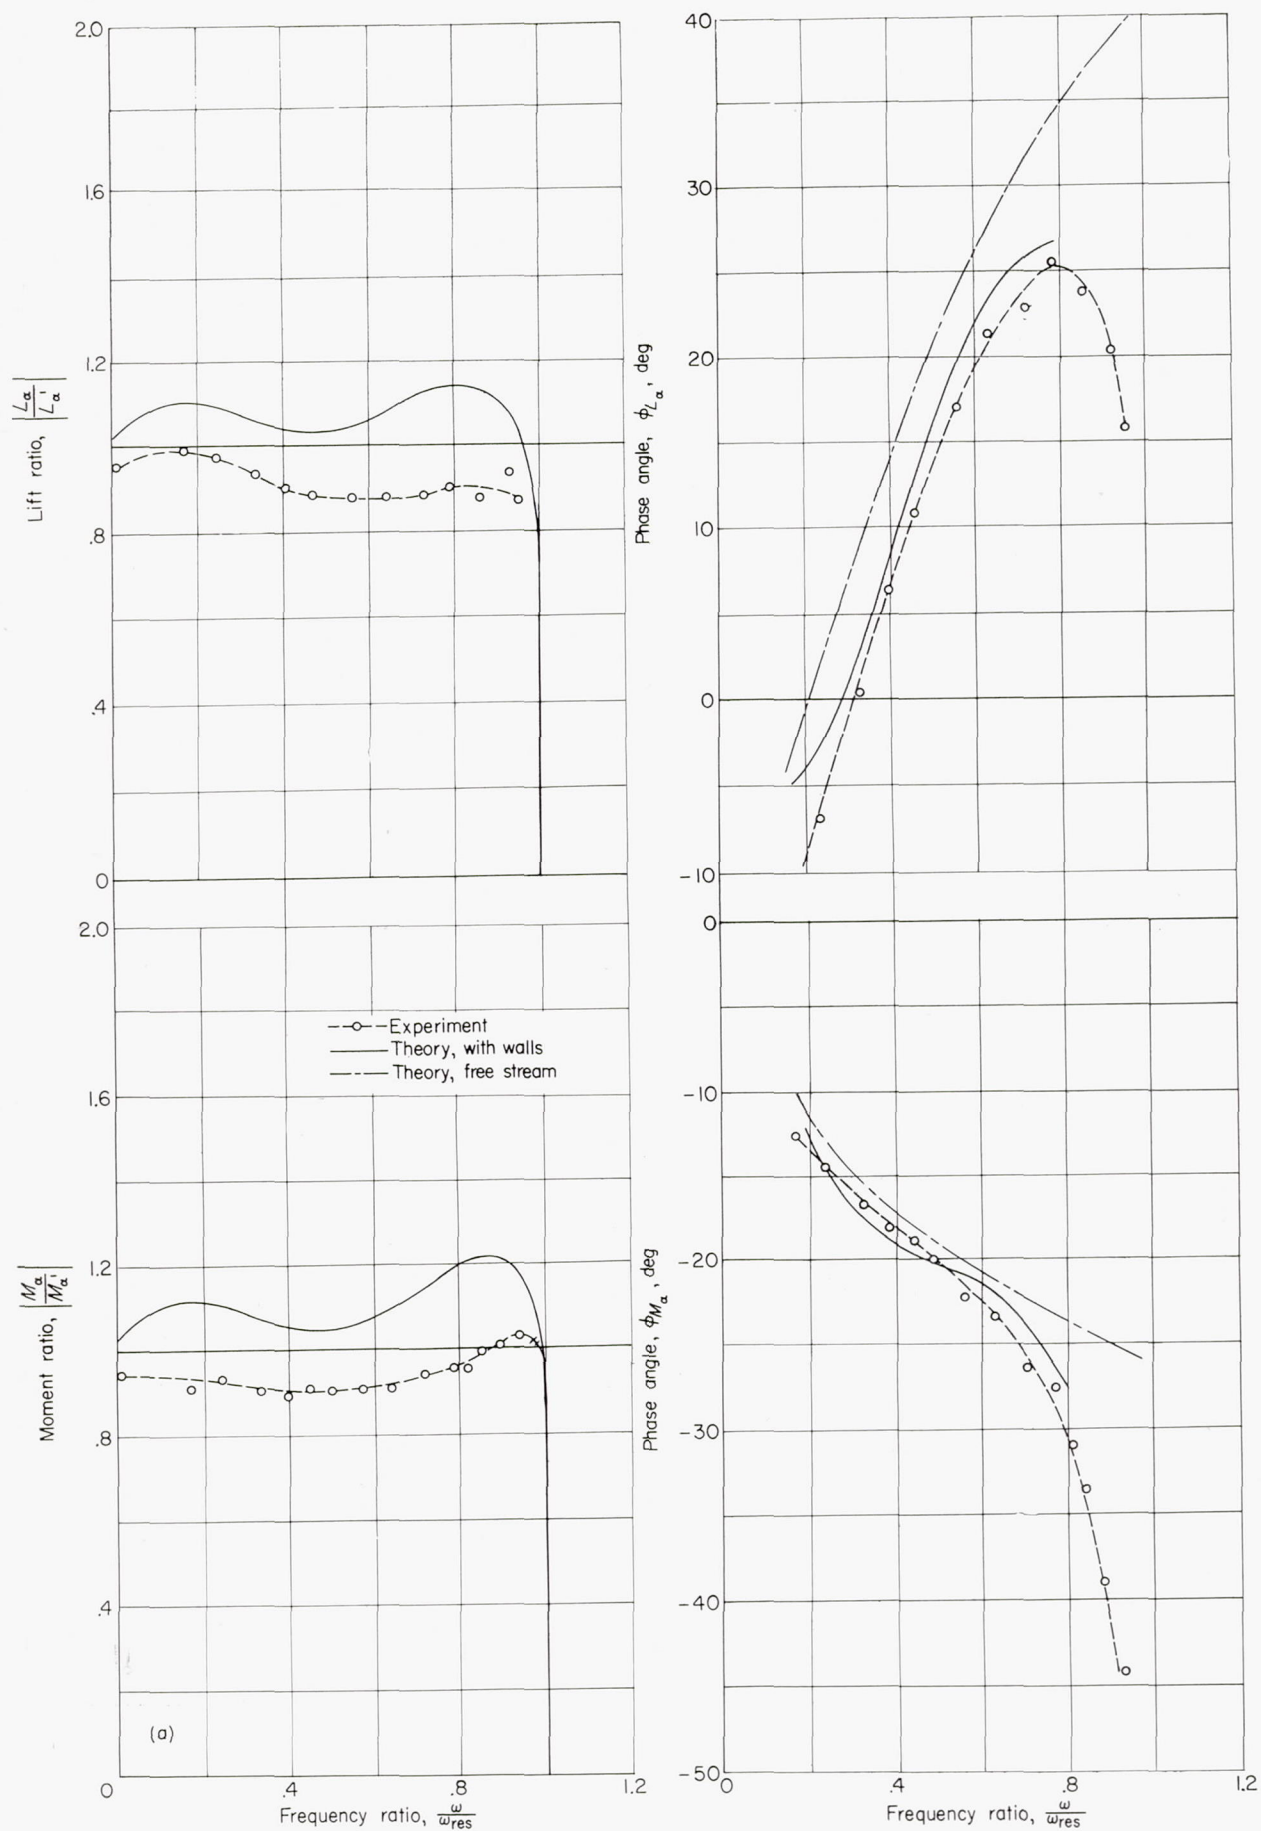 2.0
1.6
1.2
.8
.4
0
Lift ratio, |Lα/Lα'|
40
30
20
10
0
-10
Phase angle, ϕLα, deg
2.0
1.6
1.2
.8
.4
0
Moment ratio, |Mα/Mα'|
Experiment
Theory, with walls
Theory, free stream
(a)
0 .4 .8 1.2
Frequency ratio, ω/ωres
0
-10
-20
-30
-40
-50
Phase angle, ϕMα, deg
0 .4 .8 1.2
Frequency ratio, ω/ωres